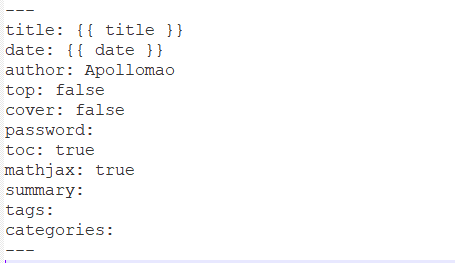 ---
title: {{ title }}
date: {{ date }}
author: Apollomao
top: false
cover: false
password:
toc: true
mathjax: true
summary:
tags:
categories:
---